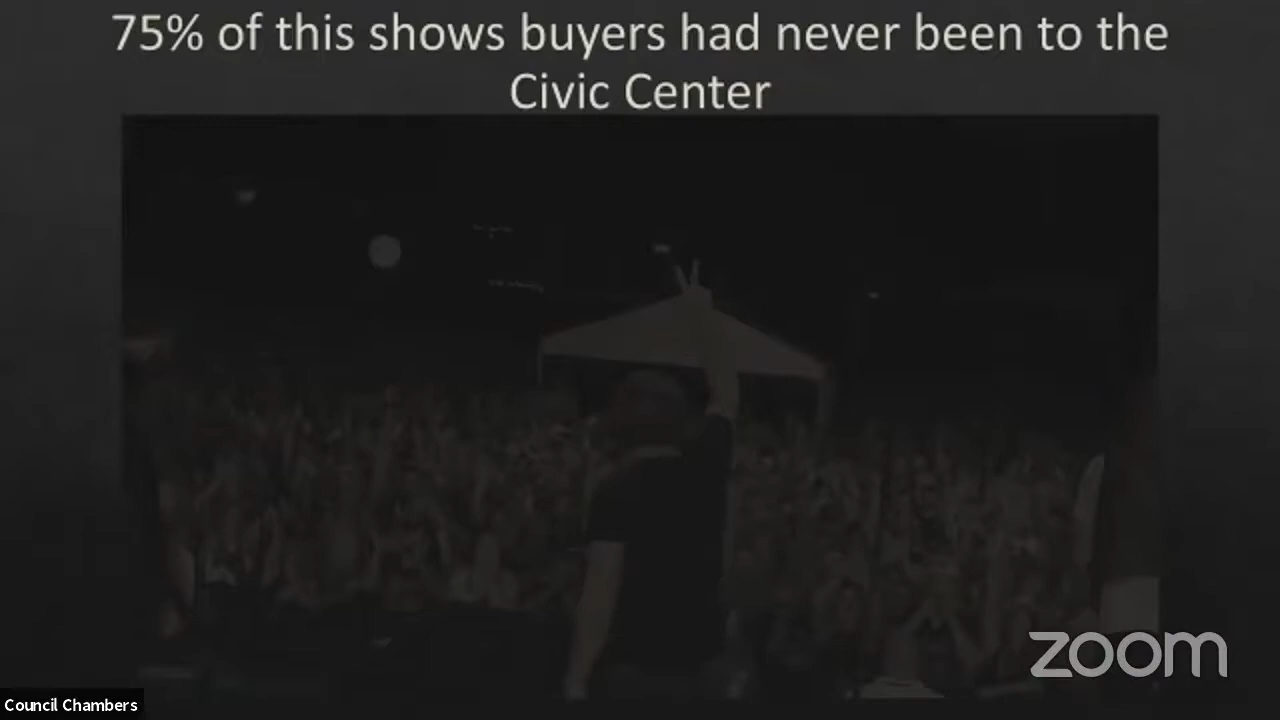 75% of this shows buyers had never been to the
Civic Center
zoom
Council Chambers